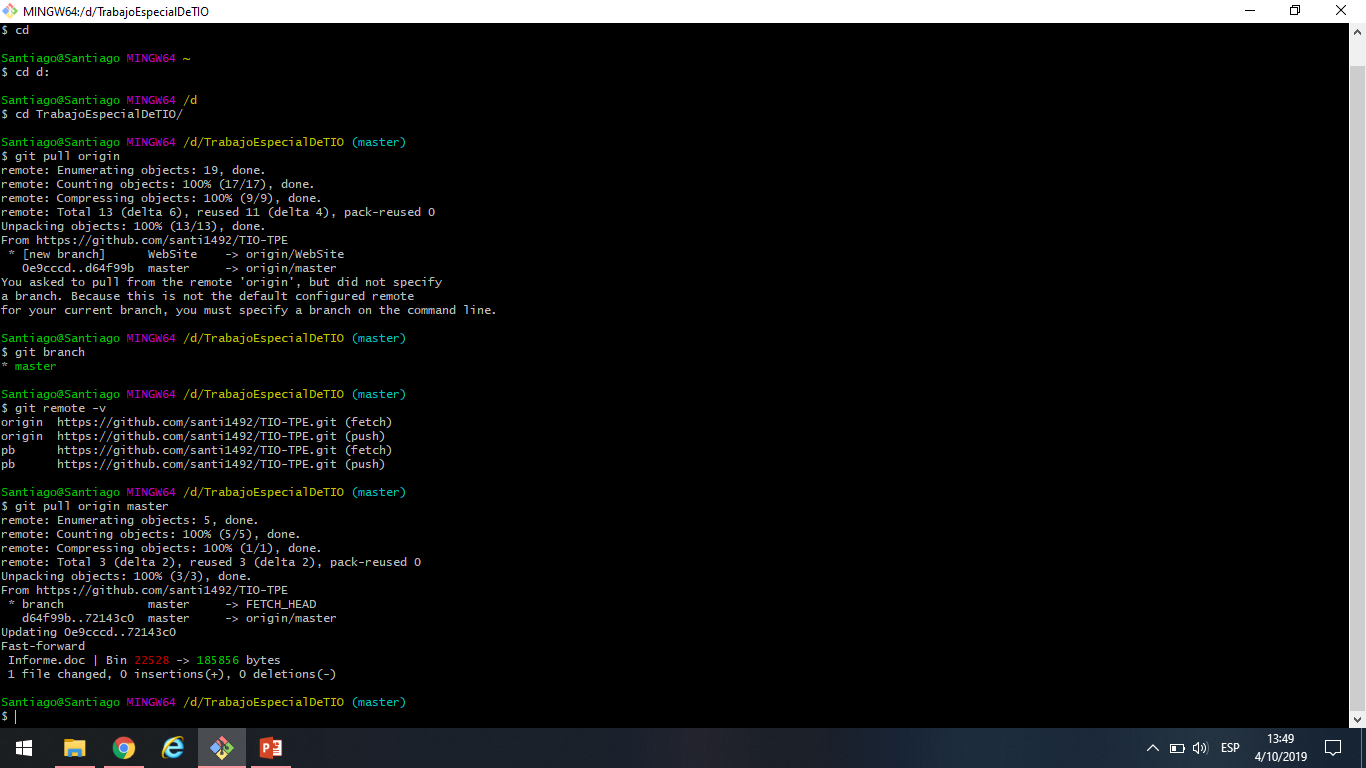 MINGW64:/d/TrabajoEspecialDeTIO
$ cd
Santiago@Santiago MINGW64 ~
$ cd d:
Santiago@Santiago MINGW64 /d
$ cd TrabajoEspecialDeTIO/
Santiago@Santiago MINGW64 /d/TrabajoEspecialDeTIO (master)
$ git pull origin
remote: Enumerating objects: 19, done.
remote: Counting objects: 100% (17/17), done.
remote: Compressing objects: 100% (9/9), done.
remote: Total 13 (delta 6), reused 11 (delta 4), pack-reused 0
Unpacking objects: 100% (13/13), done.
From https://github.com/santi1492/TIO-TPE
 * [new branch]      WebSite    -> origin/WebSite
   0e9cccd..d64f99b  master     -> origin/master
You asked to pull from the remote 'origin', but did not specify
a branch. Because this is not the default configured remote
for your current branch, you must specify a branch on the command line.
Santiago@Santiago MINGW64 /d/TrabajoEspecialDeTIO (master)
$ git branch
* master
Santiago@Santiago MINGW64 /d/TrabajoEspecialDeTIO (master)
$ git remote -v
origin  https://github.com/santi1492/TIO-TPE.git (fetch)
origin  https://github.com/santi1492/TIO-TPE.git (push)
pb      https://github.com/santi1492/TIO-TPE.git (fetch)
pb      https://github.com/santi1492/TIO-TPE.git (push)
Santiago@Santiago MINGW64 /d/TrabajoEspecialDeTIO (master)
$ git pull origin master
remote: Enumerating objects: 5, done.
remote: Counting objects: 100% (5/5), done.
remote: Compressing objects: 100% (1/1), done.
remote: Total 3 (delta 2), reused 3 (delta 2), pack-reused 0
Unpacking objects: 100% (3/3), done.
From https://github.com/santi1492/TIO-TPE
 * branch            master     -> FETCH_HEAD
   d64f99b..72143c0  master     -> origin/master
Updating 0e9cccd..72143c0
Fast-forward
 Informe.doc | Bin 22528 -> 185856 bytes
 1 file changed, 0 insertions(+), 0 deletions(-)
Santiago@Santiago MINGW64 /d/TrabajoEspecialDeTIO (master)
$
ESP
13:49
4/10/2019